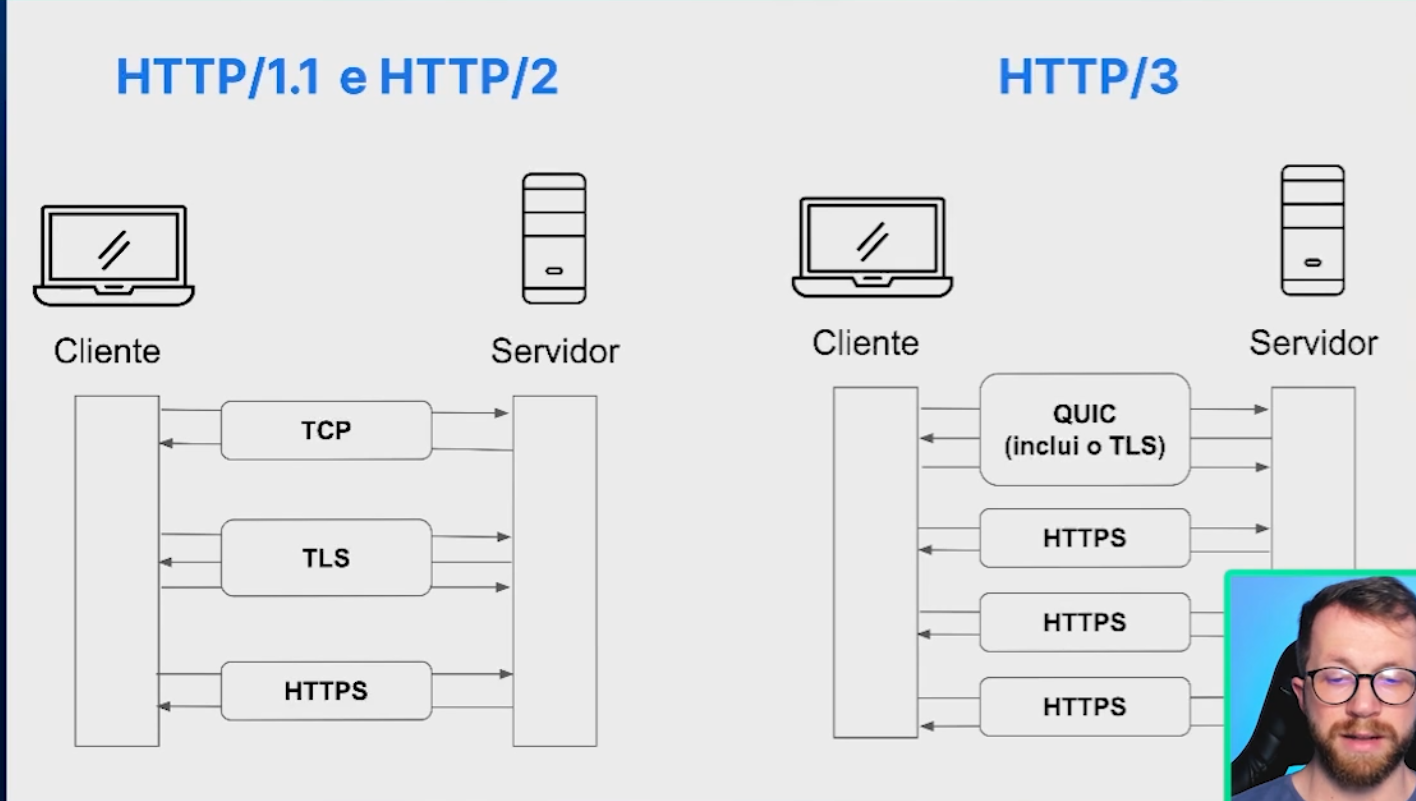 HTTP/1.1 e HTTP/2
Cliente
Servidor
TCP
TLS
HTTPS
HTTP/3
Cliente
Servidor
QUIC
(inclui o TLS)
HTTPS
HTTPS
HTTPS